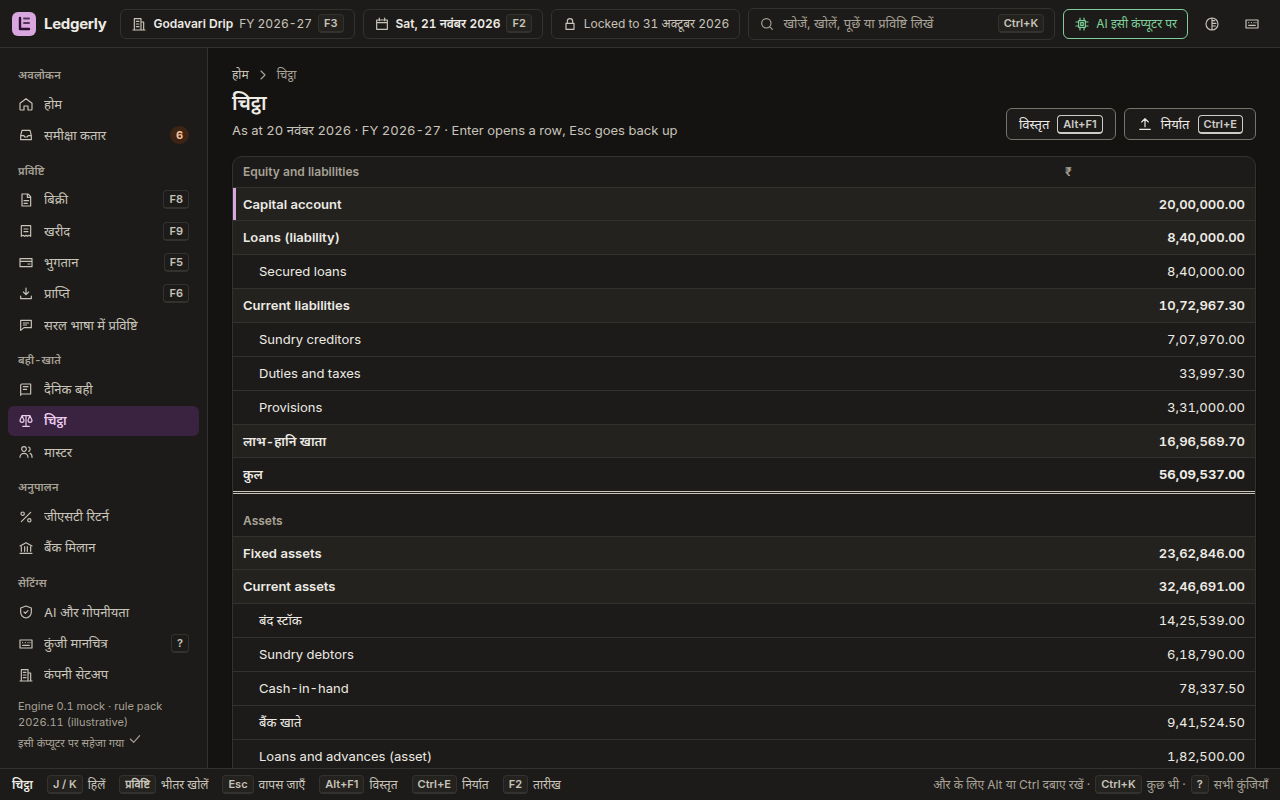 Ledgerly
Godavari Drip FY 2026-27 F3
Sat, 21 नवंबर 2026 F2
Locked to 31 अक्टूबर 2026
खोजें, खोलें, पूछें या प्रविष्टि लिखें Ctrl+K
AI इसी कंप्यूटर पर
अवलोकन
होम
समीक्षा कतार 6
प्रविष्टि
बिक्री F8
खरीद F9
भुगतान F5
प्राप्ति F6
सरल भाषा में प्रविष्टि
बही-खाते
दैनिक बही
चिट्ठा
मास्टर
अनुपालन
जीएसटी रिटर्न
बैंक मिलान
सेटिंग्स
AI और गोपनीयता
कुंजी मानचित्र ?
कंपनी सेटअप
Engine 0.1 mock · rule pack
2026.11 (illustrative)
इसी कंप्यूटर पर सहेजा गया
होम > चिट्ठा
चिट्ठा
As at 20 नवंबर 2026 · FY 2026-27 · Enter opens a row, Esc goes back up
विस्तृत Alt+F1
निर्यात Ctrl+E
Equity and liabilities ₹
Capital account 20,00,000.00
Loans (liability) 8,40,000.00
Secured loans 8,40,000.00
Current liabilities 10,72,967.30
Sundry creditors 7,07,970.00
Duties and taxes 33,997.30
Provisions 3,31,000.00
लाभ-हानि खाता 16,96,569.70
कुल 56,09,537.00
Assets
Fixed assets 23,62,846.00
Current assets 32,46,691.00
बंद स्टॉक 14,25,539.00
Sundry debtors 6,18,790.00
Cash-in-hand 78,337.50
बैंक खाते 9,41,524.50
Loans and advances (asset) 1,82,500.00
चिट्ठा J / K हिलें प्रविष्टि भीतर खोलें Esc वापस जाएँ Alt+F1 विस्तृत Ctrl+E निर्यात F2 तारीख
और के लिए Alt या Ctrl दबाए रखें · Ctrl+K कुछ भी · ? सभी कुंजियाँ